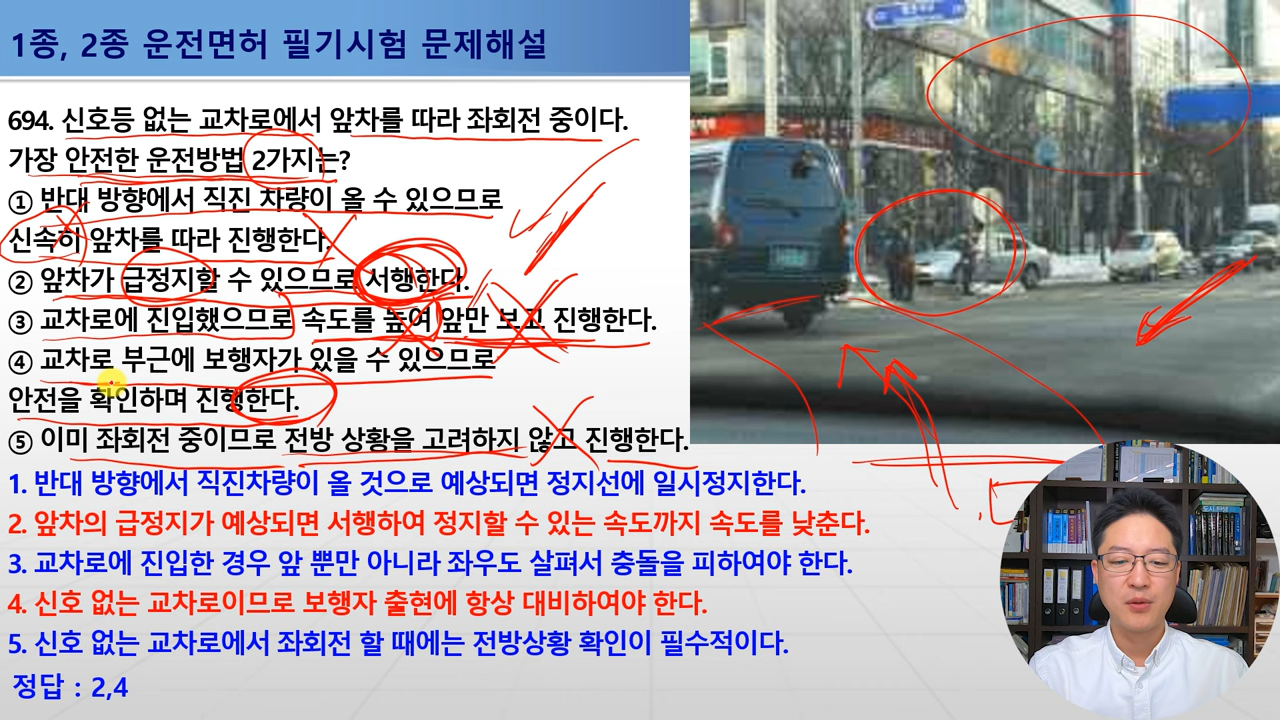 1종, 2종 운전면허 필기시험 문제해설
694. 신호등 없는 교차로에서 앞차를 따라 좌회전 중이다.
가장 안전한 운전방법 2가지는?
① 반대 방향에서 직진 차량이 올 수 있으므로
신속히 앞차를 따라 진행한다.
② 앞차가 급정지할 수 있으므로 서행한다.
③ 교차로에 진입했으므로 속도를 높여 앞만 보고 진행한다.
④ 교차로 부근에 보행자가 있을 수 있으므로
안전을 확인하며 진행한다.
⑤ 이미 좌회전 중이므로 전방 상황을 고려하지 않고 진행한다.
1. 반대 방향에서 직진차량이 올 것으로 예상되면 정지선에 일시정지한다.
2. 앞차의 급정지가 예상되면 서행하여 정지할 수 있는 속도까지 속도를 낮춘다.
3. 교차로에 진입한 경우 앞 뿐만 아니라 좌우도 살펴서 충돌을 피하여야 한다.
4. 신호 없는 교차로이므로 보행자 출현에 항상 대비하여야 한다.
5. 신호 없는 교차로에서 좌회전 할 때에는 전방상황 확인이 필수적이다.
정답 : 2,4